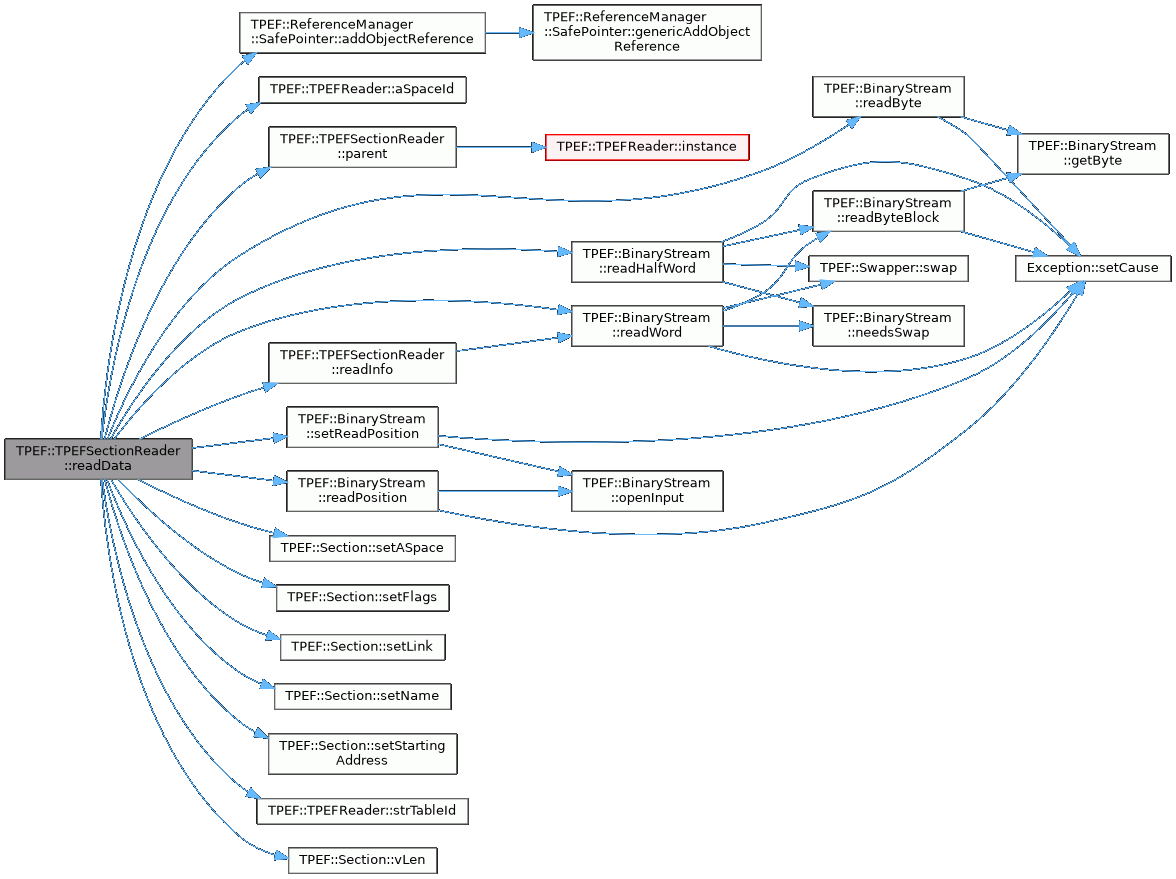 TPEF::TPEFSectionReader
::readData
TPEF::ReferenceManager
::SafePointer::addObjectReference
TPEF::ReferenceManager
::SafePointer::genericAddObject
Reference
TPEF::TPEFReader::aSpaceId
TPEF::TPEFSectionReader
::parent
TPEF::TPEFReader::instance
TPEF::BinaryStream
::readByte
TPEF::BinaryStream
::getByte
TPEF::BinaryStream
::readByteBlock
TPEF::BinaryStream
::readHalfWord
TPEF::Swapper::swap
Exception::setCause
TPEF::BinaryStream
::readWord
TPEF::BinaryStream
::needsSwap
TPEF::TPEFSectionReader
::readInfo
TPEF::BinaryStream
::setReadPosition
TPEF::BinaryStream
::readPosition
TPEF::BinaryStream
::openInput
TPEF::Section::setASpace
TPEF::Section::setFlags
TPEF::Section::setLink
TPEF::Section::setName
TPEF::Section::setStarting
Address
TPEF::TPEFReader::strTableId
TPEF::Section::vLen